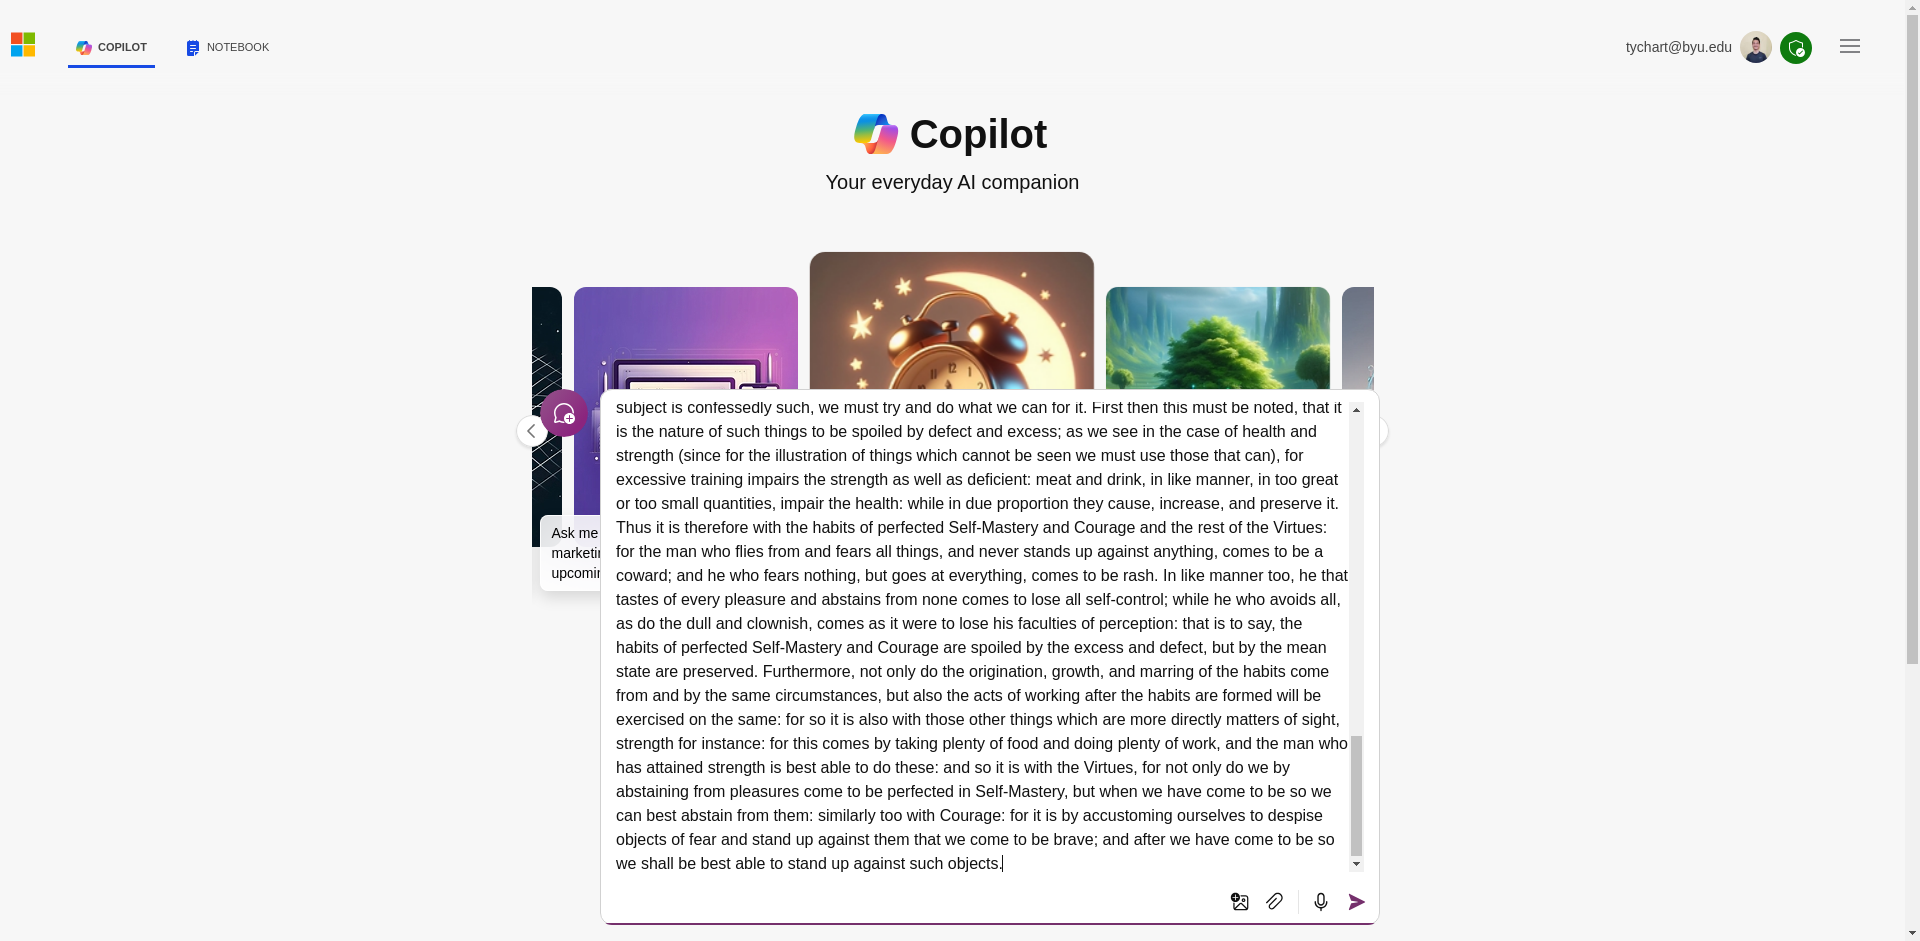 COPILOT
NOTEBOOK
tychart@byu.edu
Copilot
Your everyday AI companion
12
Ask me
upcomin
subject is confessedly such, we must try and do what we can for it. First then this must be noted, that it
is the nature of such things to be spoiled by defect and excess; as we see in the case of health and
strength (since for the illustration of things which cannot be seen we must use those that can), for
excessive training impairs the strength as well as deficient: meat and drink, in like manner, in too great
or too small quantities, impair the health: while in due proportion they cause, increase, and preserve it.
Thus it is therefore with the habits of perfected Self-Mastery and Courage and the rest of the Virtues:
for the man who flies from and fears all things, and never stands up against anything, comes to be a
coward; and he who fears nothing, but goes at everything, comes to be rash. In like manner too, he that
tastes of every pleasure and abstains from none comes to lose all self-control; while he who avoids all,
as do the dull and clownish, comes as it were to lose his faculties of perception: that is to say, the
habits of perfected Self-Mastery and Courage are spoiled by the excess and defect, but by the mean
state are preserved. Furthermore, not only do the origination, growth, and marring of the habits come
from and by the same circumstances, but also the acts of working after the habits are formed will be
exercised on the same: for so it is also with those other things which are more directly matters of sight,
strength for instance: for this comes by taking plenty of food and doing plenty of work, and the man who
has attained strength is best able to do these: and so it is with the Virtues, for not only do we by
abstaining from pleasures come to be perfected in Self-Mastery, but when we have come to be so we
can best abstain from them: similarly too with Courage: for it is by accustoming ourselves to despise
objects of fear and stand up against them that we come to be brave; and after we have come to be so
we shall be best able to stand up against such objects.